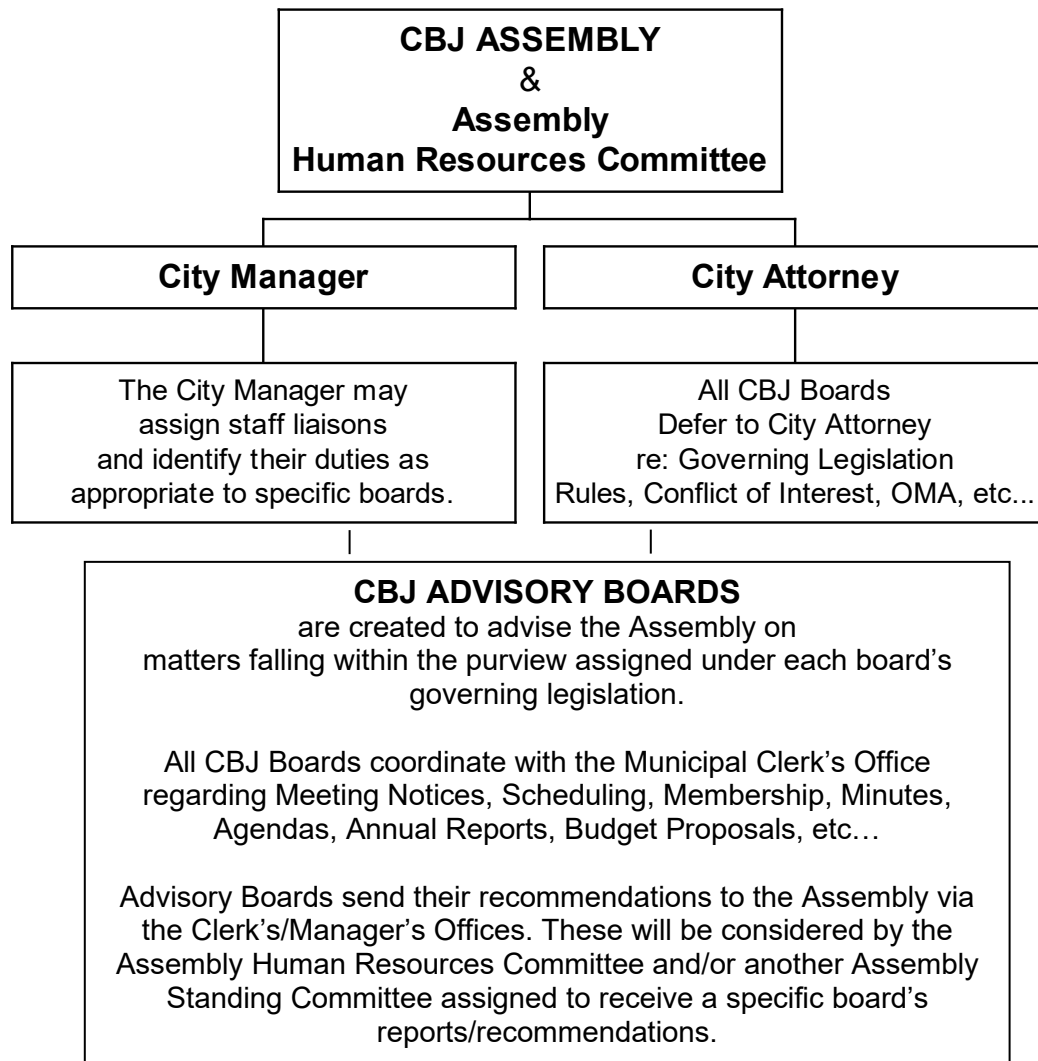 CBJ ASSEMBLY
&
Assembly
Human Resources Committee
City Manager
City Attorney
The City Manager may
assign staff liaisons
and identify their duties as
appropriate to specific boards.
All CBJ Boards
Defer to City Attorney
re: Governing Legislation
Rules, Conflict of Interest, OMA, etc...
CBJ ADVISORY BOARDS
are created to advise the Assembly on
matters falling within the purview assigned under each board’s
governing legislation.
All CBJ Boards coordinate with the Municipal Clerk’s Office
regarding Meeting Notices, Scheduling, Membership, Minutes,
Agendas, Annual Reports, Budget Proposals, etc…
Advisory Boards send their recommendations to the Assembly via
the Clerk’s/Manager’s Offices. These will be considered by the
Assembly Human Resources Committee and/or another Assembly
Standing Committee assigned to receive a specific board’s
reports/recommendations.